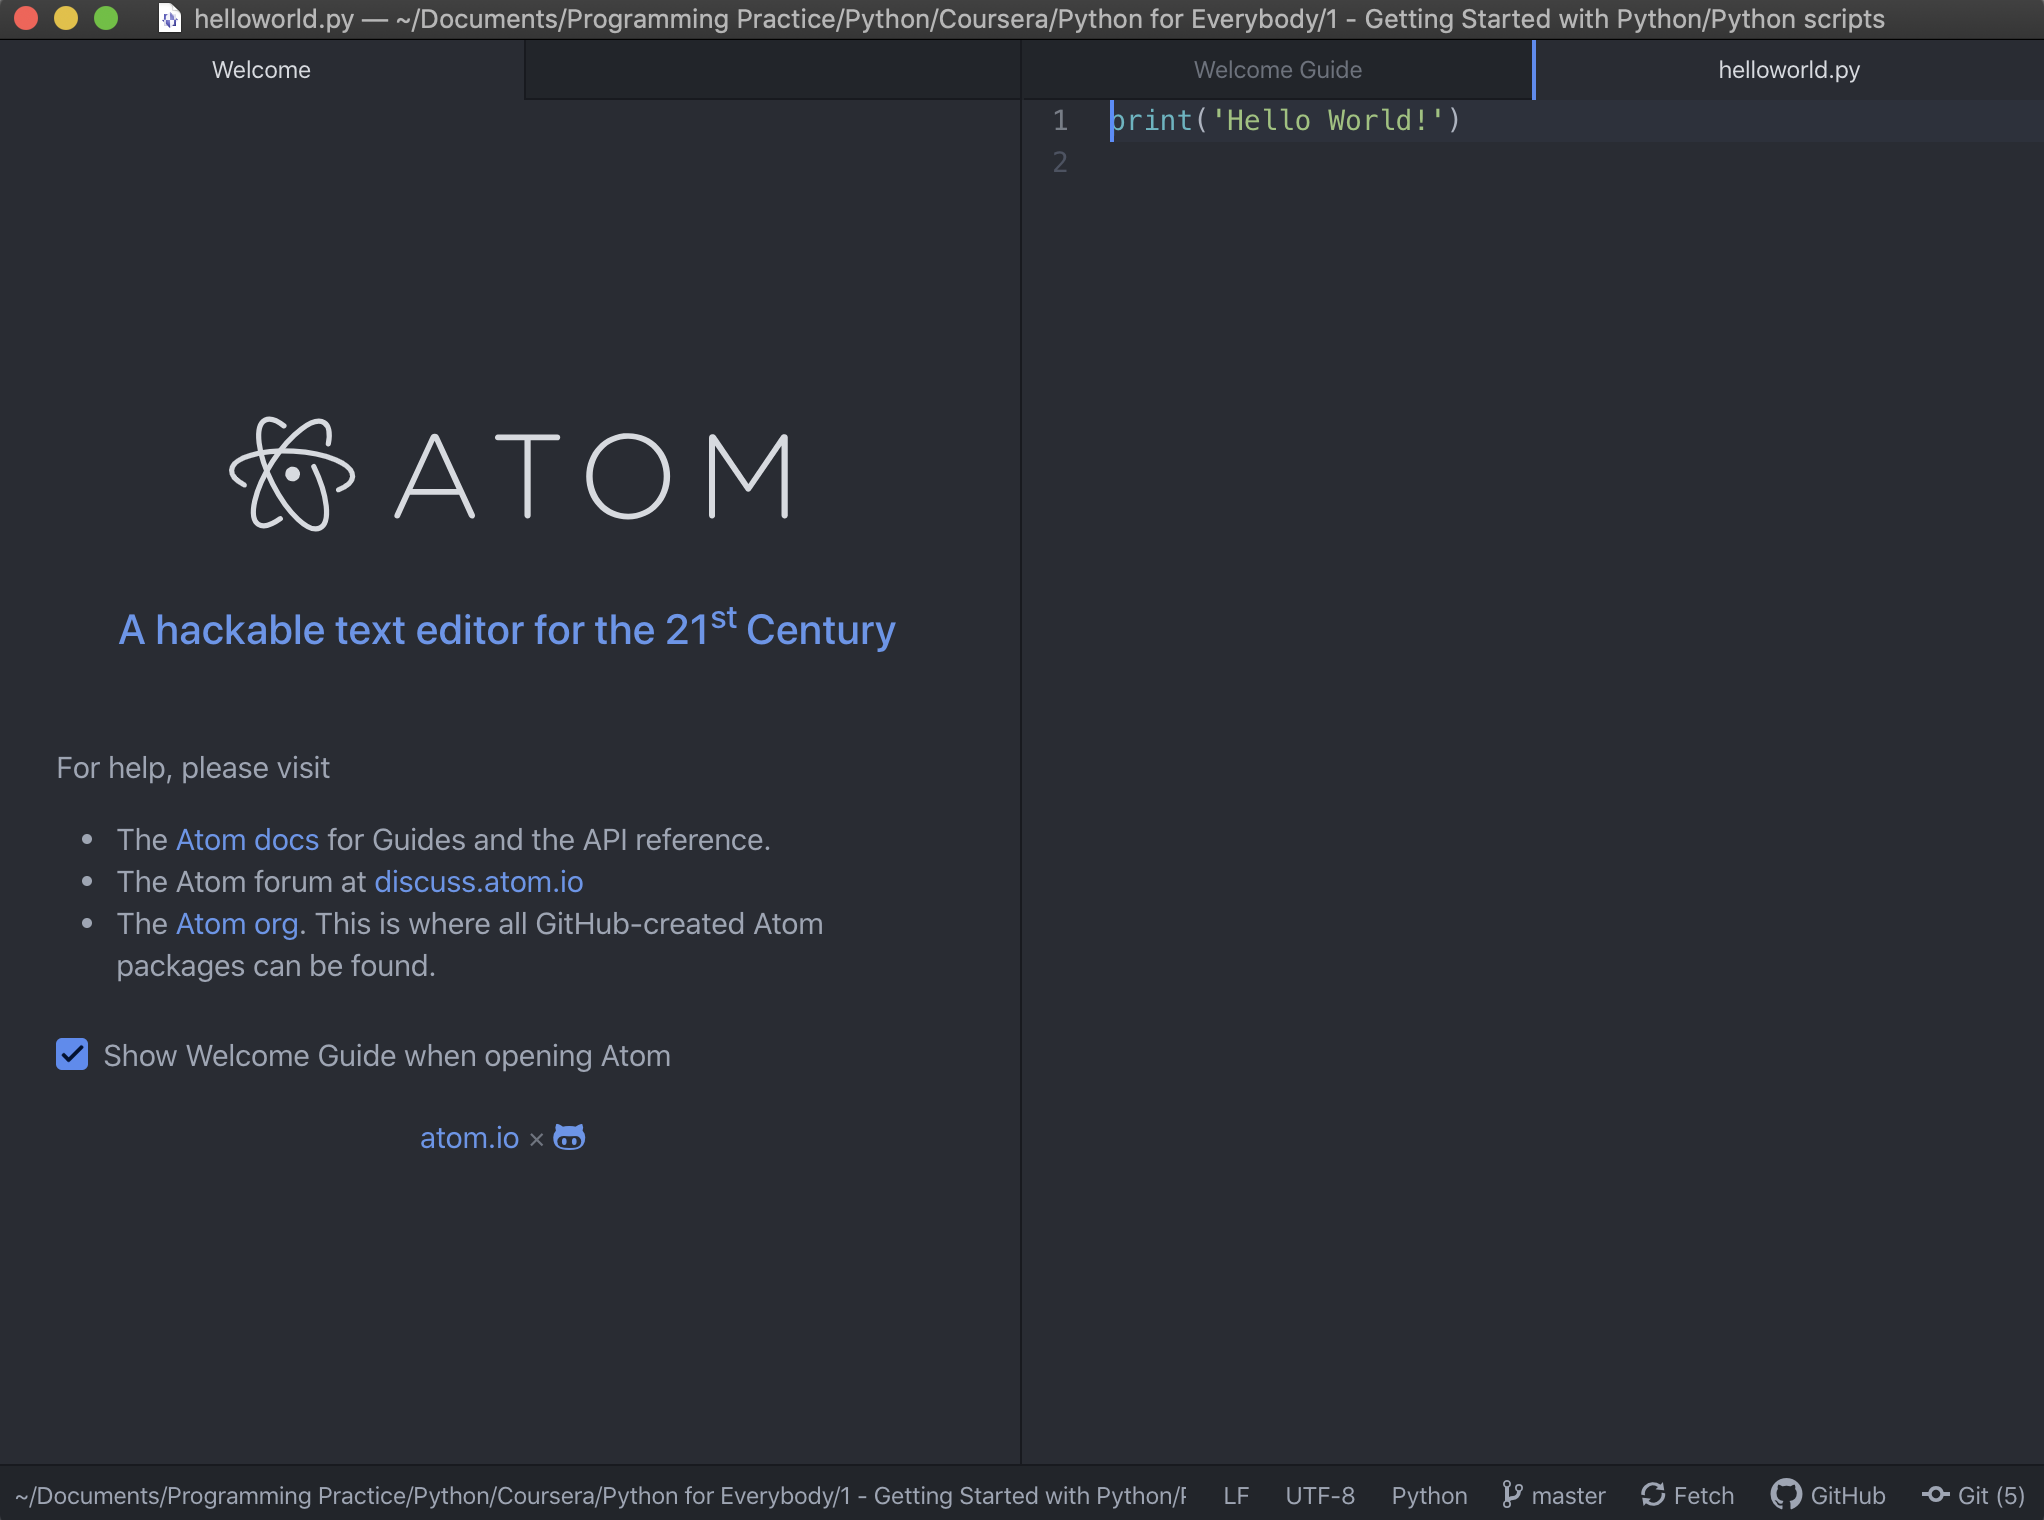 helloworld.py — ~/Documents/Programming Practice/Python/Coursera/Python for Everybody/1 - Getting Started with Python/Python scripts
Welcome
Welcome Guide
helloworld.py
1 print('Hello World!')
2
ATOM
A hackable text editor for the 21st Century
For help, please visit
The Atom docs for Guides and the API reference.
The Atom forum at discuss.atom.io
The Atom org. This is where all GitHub-created Atom
packages can be found.
Show Welcome Guide when opening Atom
atom.io ×
~/Documents/Programming Practice/Python/Coursera/Python for Everybody/1 - Getting Started with Python/
LF
UTF-8
Python
master
Fetch
GitHub
Git (5)